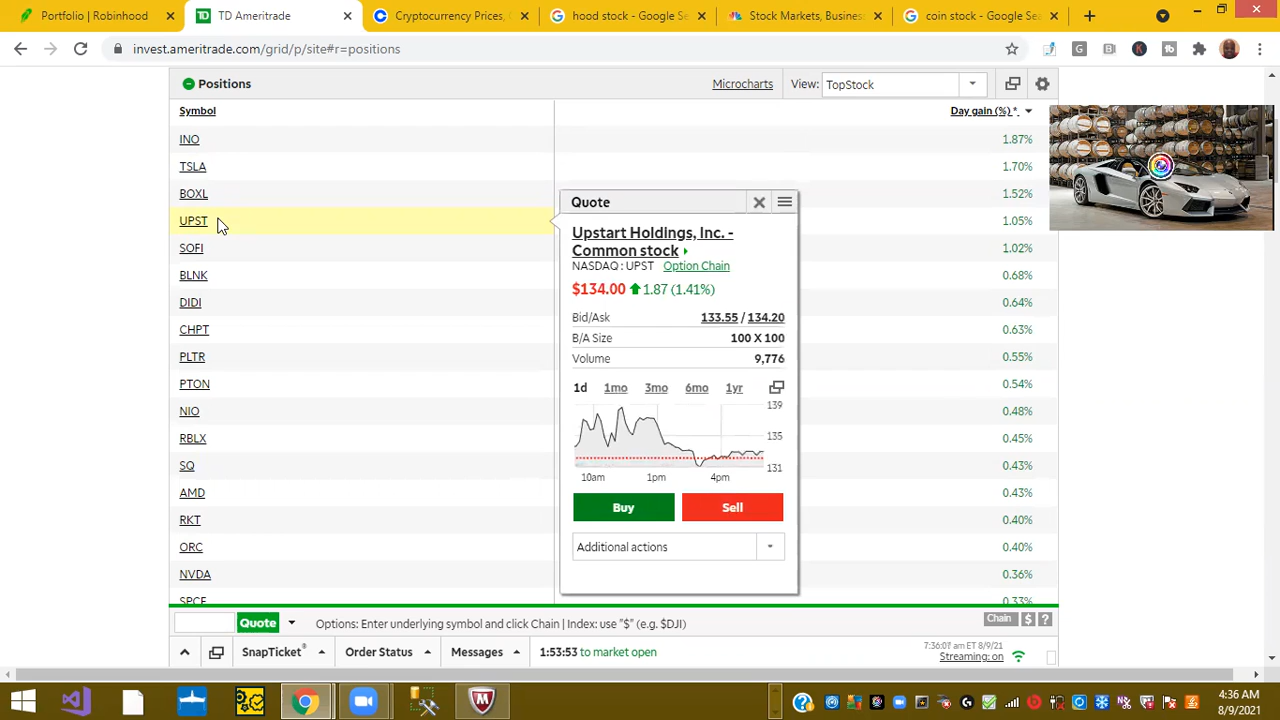 Portfolio | Robinhood
TD Ameritrade
Cryptocurrency Prices, C
hood stock - Google Sea
Stock Markets, Busines
coin stock - Google Sea
invest.ameritrade.com/grid/p/site#r=positions
Positions
Microcharts
View: TopStock
Symbol
Day gain (%) *
INO 1.87%
TSLA 1.70%
BOXL 1.52%
UPST 1.05%
SOFI 1.02%
BLNK 0.68%
DIDI 0.64%
CHPT 0.63%
PLTR 0.55%
PTON 0.54%
NIO 0.48%
RBLX 0.45%
SQ 0.43%
AMD 0.43%
RKT 0.40%
ORC 0.40%
NVDA 0.36%
SPCE 0.33%
Quote
Upstart Holdings, Inc. -
Common stock
NASDAQ : UPST Option Chain
$134.00 1.87 (1.41%)
Bid/Ask 133.55 / 134.20
B/A Size 100 X 100
Volume 9,776
1d 1mo 3mo 6mo 1yr
139
135
131
10am 1pm 4pm
Buy Sell
Additional actions
Quote
Options: Enter underlying symbol and click Chain | Index: use "$" (e.g. $DJI)
Chain $ ?
SnapTicket® Order Status Messages 1:53:53 to market open
7:36:07 am ET 8/9/21
Streaming: on
4:36 AM
8/9/2021